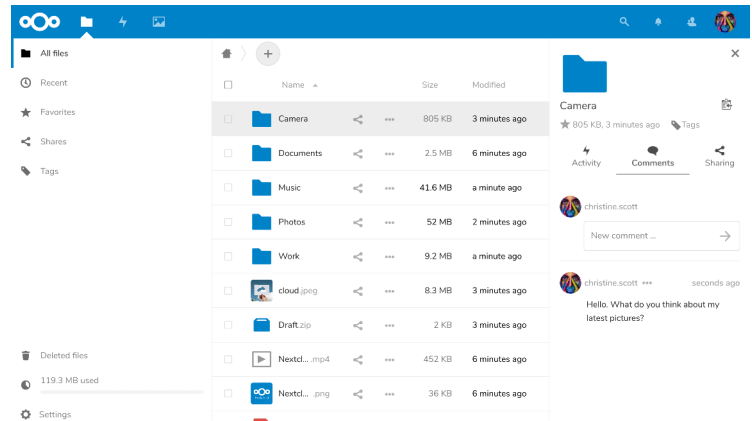 All files
Recent
Favorites
Shares
Tags
Deleted files
119.3 MB used
Settings
Name Size Modified
Camera 805 KB 3 minutes ago
Documents 2.5 MB 6 minutes ago
Music 41.6 MB a minute ago
Photos 52 MB 2 minutes ago
Work 9.2 MB a minute ago
cloud.jpeg 8.3 MB 3 minutes ago
Draft.zip 2 KB 3 minutes ago
Nextcl... .mp4 452 KB 6 minutes ago
Nextcl... .png 36 KB 6 minutes ago
Camera
805 KB, 3 minutes ago Tags
Activity Comments Sharing
christine.scott
New comment ...
christine.scott ••• seconds ago
Hello. What do you think about my
latest pictures?